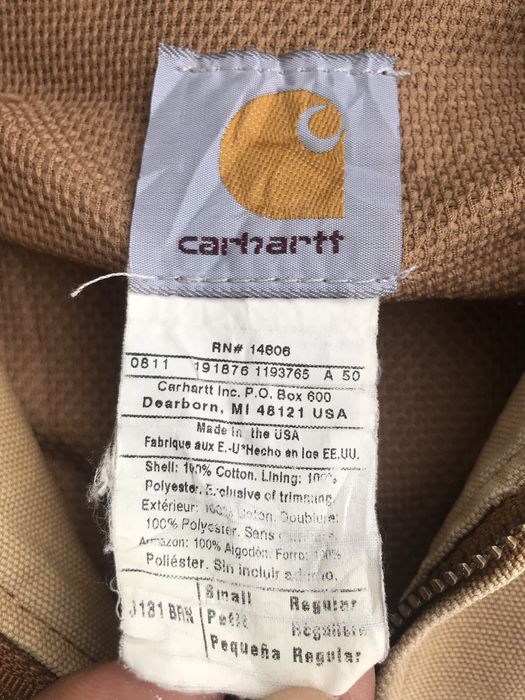 carhartt
RN# 14806
0811 191876 1193765 A 50
Carhartt Inc. P.O. Box 600
Dearborn, MI 48121 USA
Made in the USA
Fabrique aux E.-U*Hecho en los EE.UU.
Shell: 100% Cotton. Lining: 100%
Polyester. Exclusive of trimming.
Extérieur: 100% Coton. Doublure:
100% Polyester. Sans
Armazon: 100% Algodón. Forro: 100%
Poliéster. Sin incluir adorno.
J131 BRN Small Regular
Petit Régulière
Pequeña Regular